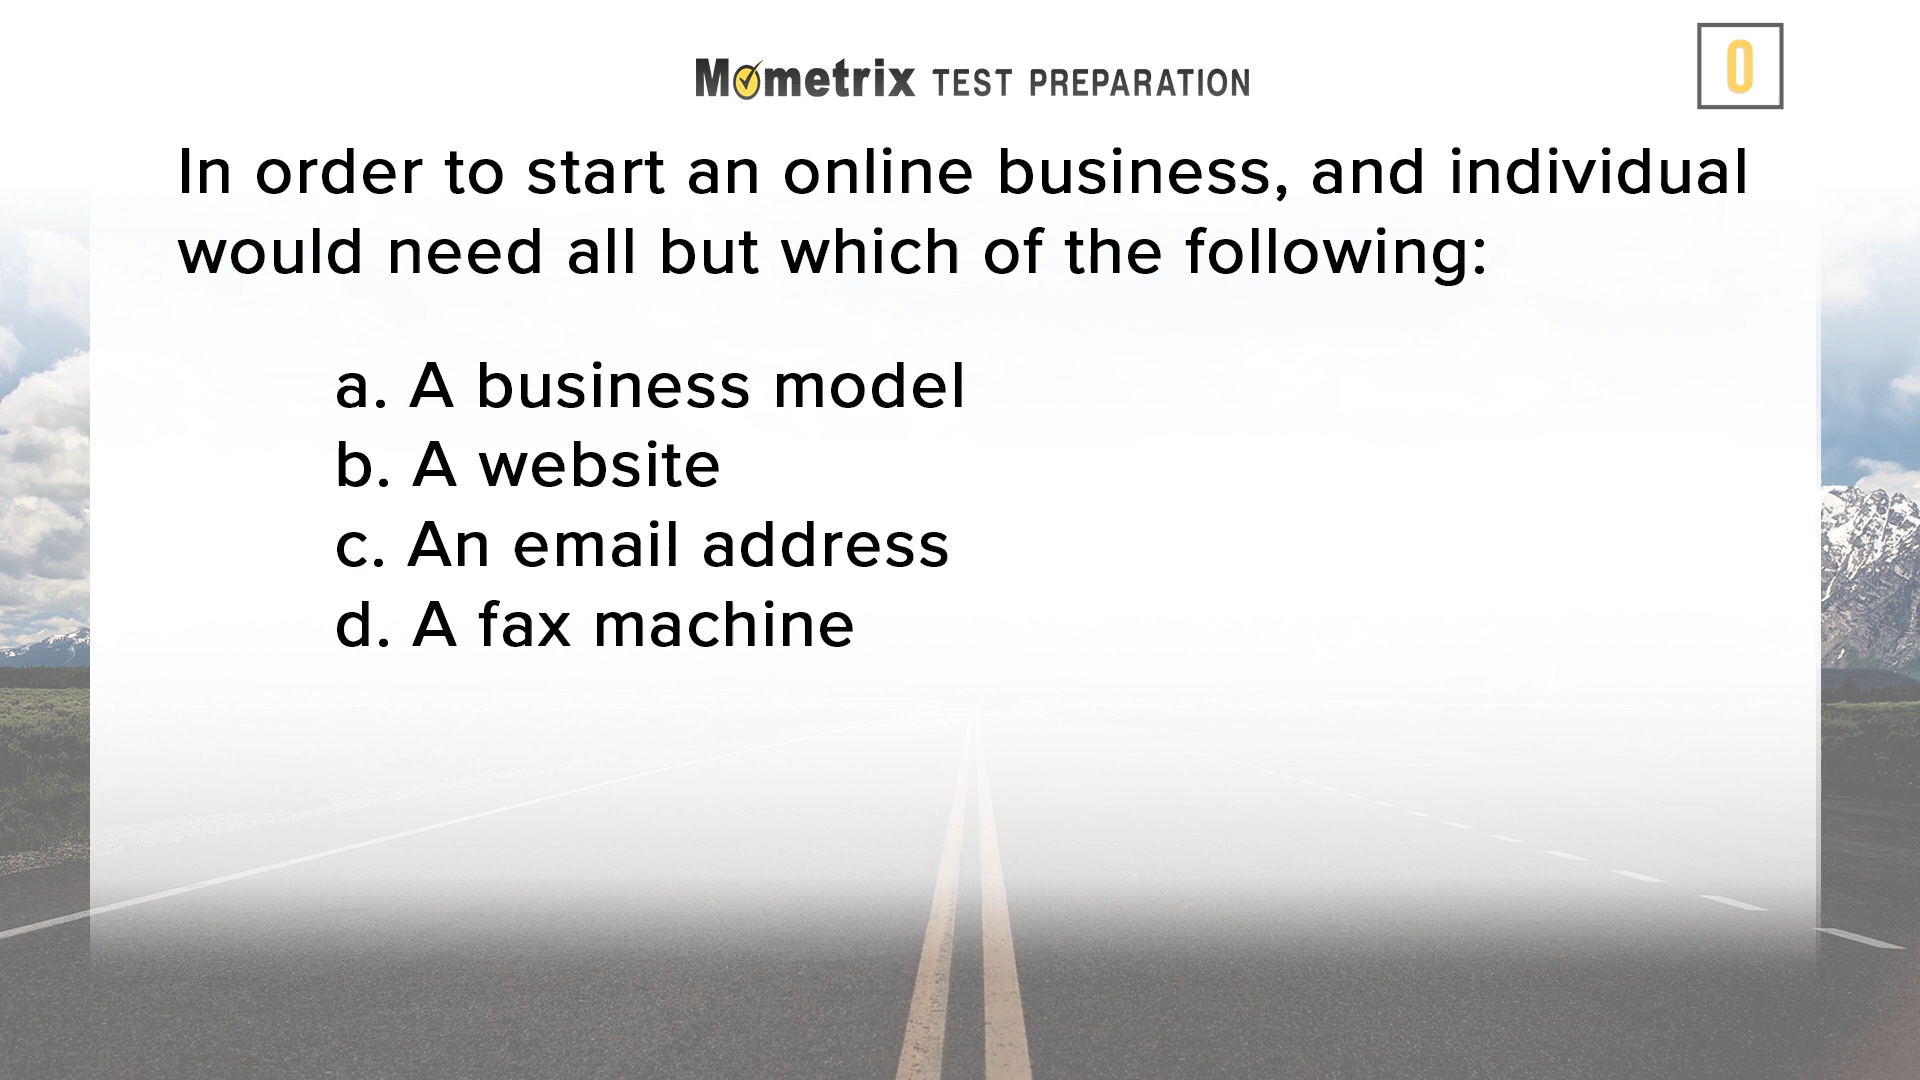 Mometrix TEST PREPARATION
0
In order to start an online business, and individual
would need all but which of the following:
a. A business model
b. A website
c. An email address
d. A fax machine